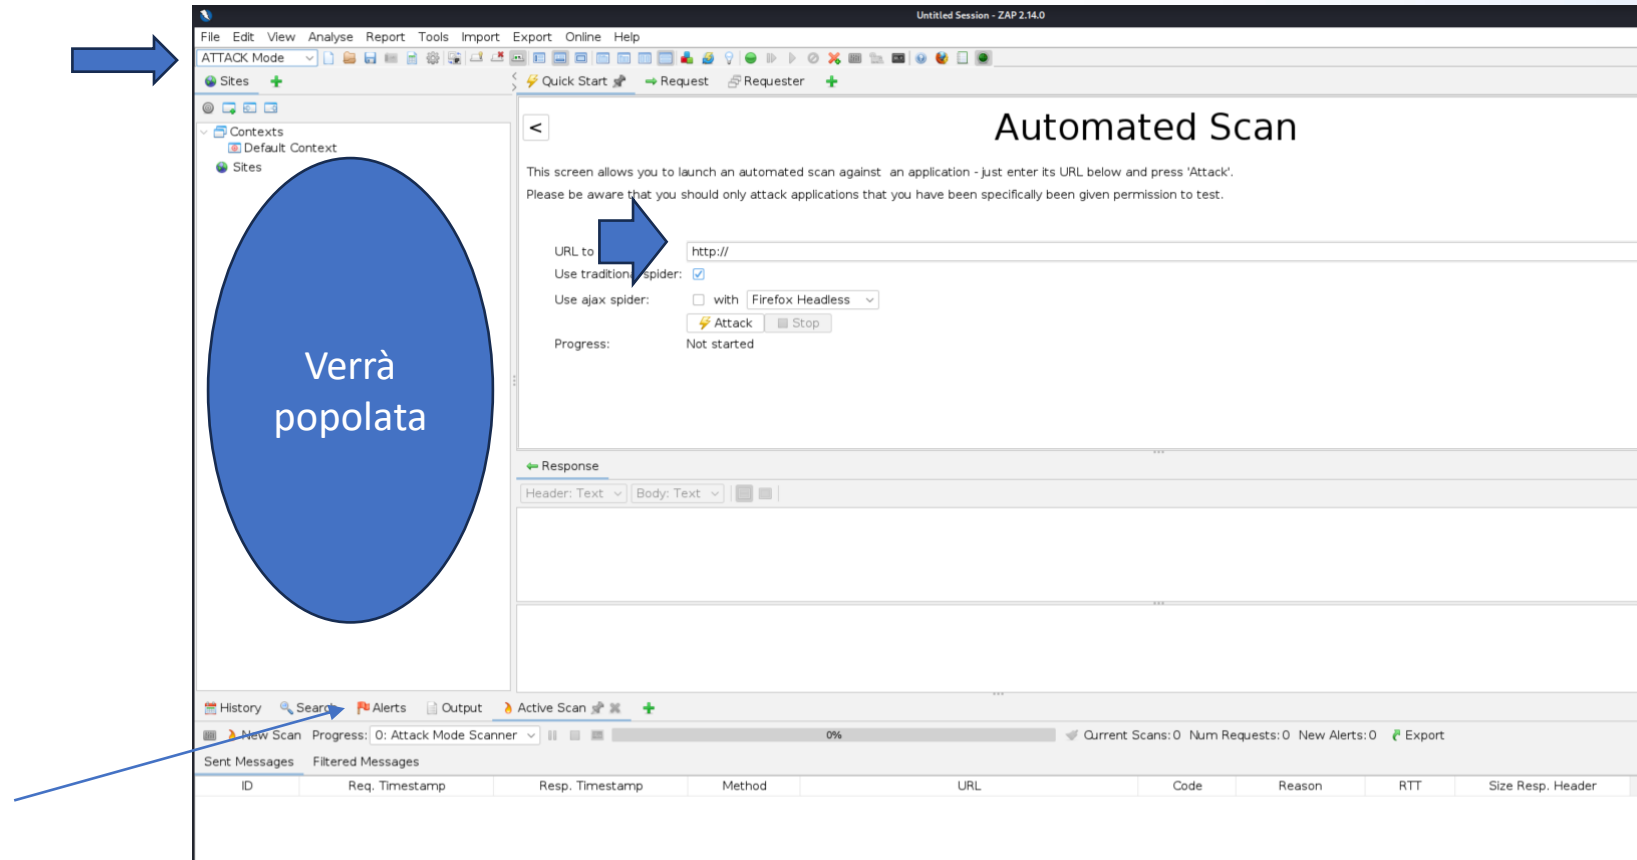 Untitled Session - ZAP 2.14.0
File Edit View Analyse Report Tools Import Export Online Help
ATTACK Mode
Sites
Quick Start Request Requester
Contexts
Default Context
Sites
<
Automated Scan
This screen allows you to launch an automated scan against an application - just enter its URL below and press 'Attack'.
Please be aware that you should only attack applications that you have been specifically been given permission to test.
URL to
http://
Use traditional spider:
Use ajax spider: with Firefox Headless
Attack Stop
Progress: Not started
Verrà
popolata
Response
Header: Text Body: Text
History Search Alerts Output Active Scan
New Scan Progress: 0: Attack Mode Scanner 0% Current Scans: 0 Num Requests: 0 New Alerts: 0 Export
Sent Messages Filtered Messages
ID Req. Timestamp Resp. Timestamp Method URL Code Reason RTT Size Resp. Header